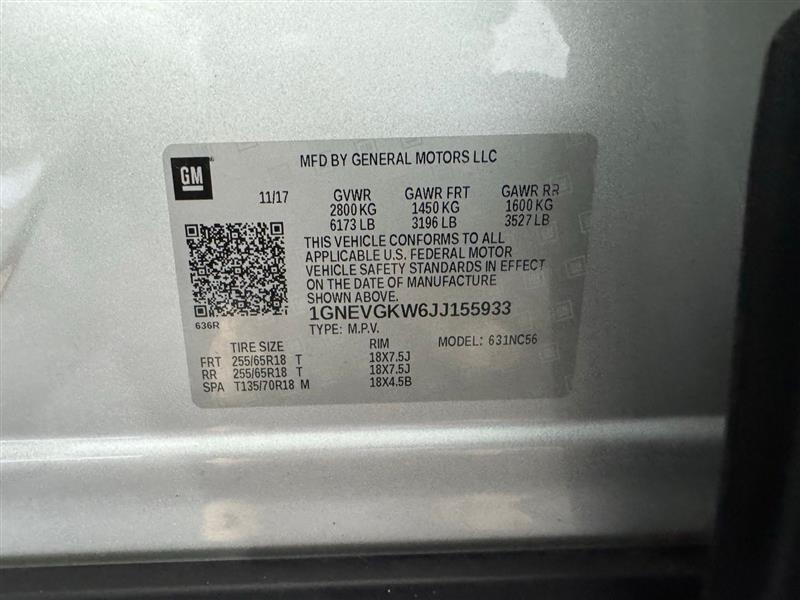 GM
MFD BY GENERAL MOTORS LLC
11/17 GVWR GAWR FRT GAWR RR
2800 KG 1450 KG 1600 KG
6173 LB 3196 LB 3527 LB
THIS VEHICLE CONFORMS TO ALL
APPLICABLE U.S. FEDERAL MOTOR
VEHICLE SAFETY STANDARDS IN EFFECT
ON THE DATE OF MANUFACTURE
SHOWN ABOVE.
1GNEVGKW6JJ155933
636R
TYPE: M.P.V. MODEL: 631NC56
TIRE SIZE RIM
FRT 255/65R18 T 18X7.5J
RR 255/65R18 T 18X7.5J
SPA T135/70R18 M 18X4.5B